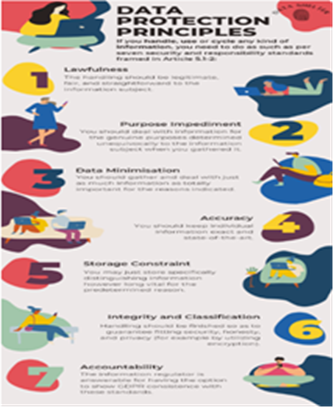 DATA
PROTECTION
PRINCIPLES
If you handle, use or cycle any kind of
information, you need to do as such as per
seven security and responsibility standards
framed in Article 5.1-2:
1
Lawfulness
The handling should be legitimate,
fair, and straightforward to the
information subject.
Purpose Impediment
You should deal with information for
the genuine purposes determined
unequivocally to the information
subject when you gathered it.
2
3
Data Minimisation
You should gather and deal with just
as much information as totally
important for the reasons indicated.
Accuracy
You should keep individual
information exact and
state-of-the-art.
4
5
Storage Constraint
You may just store specifically
distinguishing information
however long vital for the
predetermined reason.
Integrity and Classification
Handling should be finished so as to
guarantee fitting security, honesty,
and privacy (for example by utilizing
encryption).
6
7
Accountability
The information regulator is
answerable for having the option
to show GDPR consistence with
these standards.